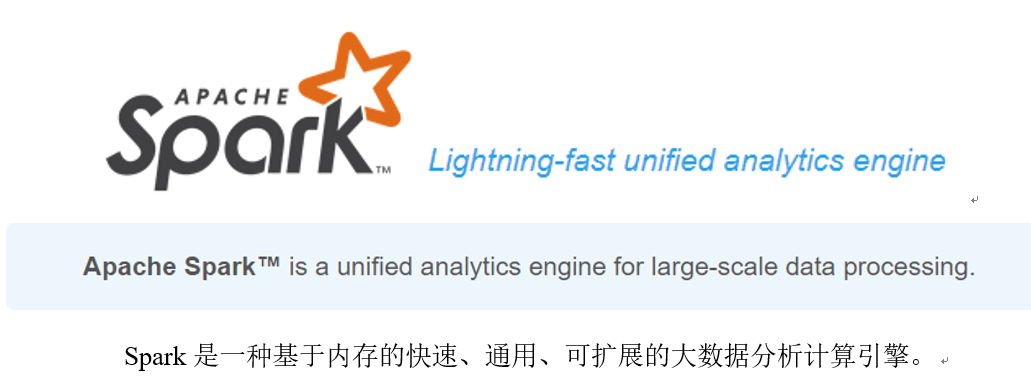 APACHE
Spark™
Lightning-fast unified analytics engine
Apache Spark™ is a unified analytics engine for large-scale data processing.
Spark 是一种基于内存的快速、通用、可扩展的大数据分析计算引擎。